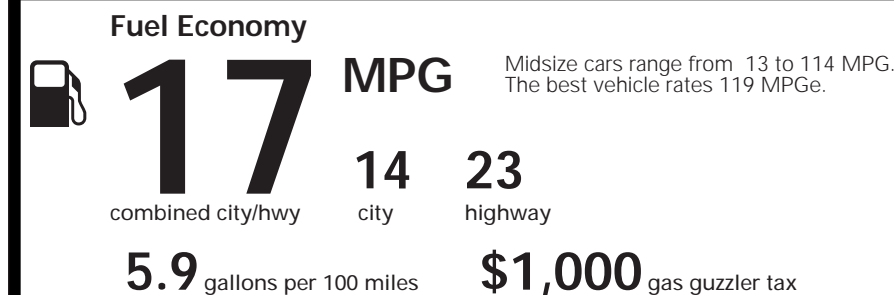 Fuel Economy
17 MPG
Midsize cars range from 13 to 114 MPG.
The best vehicle rates 119 MPGe.
14 23
combined city/hwy city highway
5.9 gallons per 100 miles $1,000 gas guzzler tax